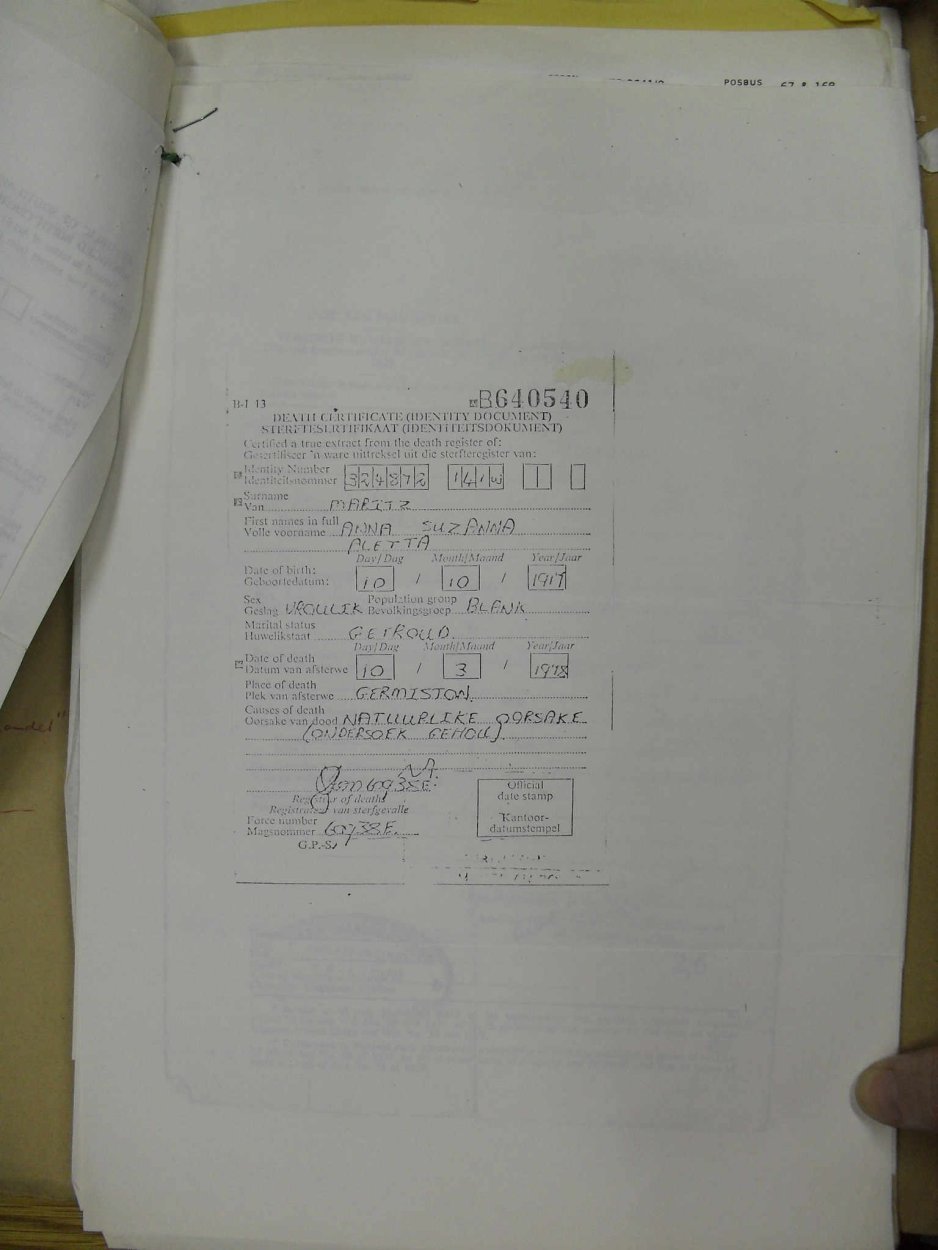 POSBUS 67 & 168
B-I 13
B640540
DEATH CERTIFICATE (IDENTITY DOCUMENT)
STERFTESERTIFIKAAT (IDENTITEITSDOKUMENT)
Certified a true extract from the death register of:
Gesertifiseer 'n ware uittreksel uit die sterfteregister van:
Identity Number
Identiteitsnommer 324872 141W
Surname
Van MARITZ
First names in full
Volle voorname ANNA SUZANNA
ALETTA
Day/Dag Month/Maand Year/Jaar
Date of birth:
Geboortedatum: 10 / 10 / 1917
Sex Population group
Geslag VROULIK Bevolkingsgroep BLANK
Marital status
Huwelikstaat GETROUD
Day/Dag Month/Maand Year/Jaar
Date of death
Datum van afsterwe 10 / 3 / 1978
Place of death
Plek van afsterwe GERMISTON
Causes of death
Oorsake van dood NATUURLIKE OORSAKE
(ONDERSOEK GEHOU)
Registrar of deaths
Registrateur van sterfgevalle
Force number
Magsnommer 60738E
G.P.-S.
Official
date stamp
Kantoor-
datumstempel